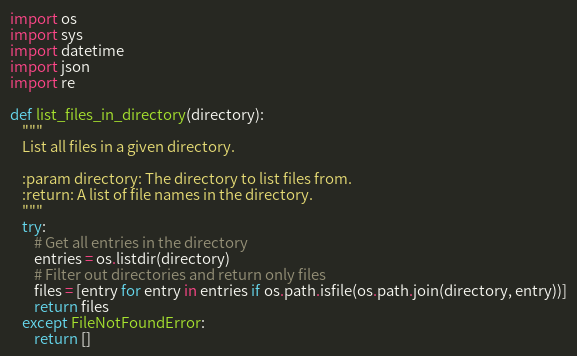 import os
import sys
import datetime
import json
import re

def list_files_in_directory(directory):
    """
    List all files in a given directory.

    :param directory: The directory to list files from.
    :return: A list of file names in the directory.
    """
    try:
        # Get all entries in the directory
        entries = os.listdir(directory)
        # Filter out directories and return only files
        files = [entry for entry in entries if os.path.isfile(os.path.join(directory, entry))]
        return files
    except FileNotFoundError:
        return []